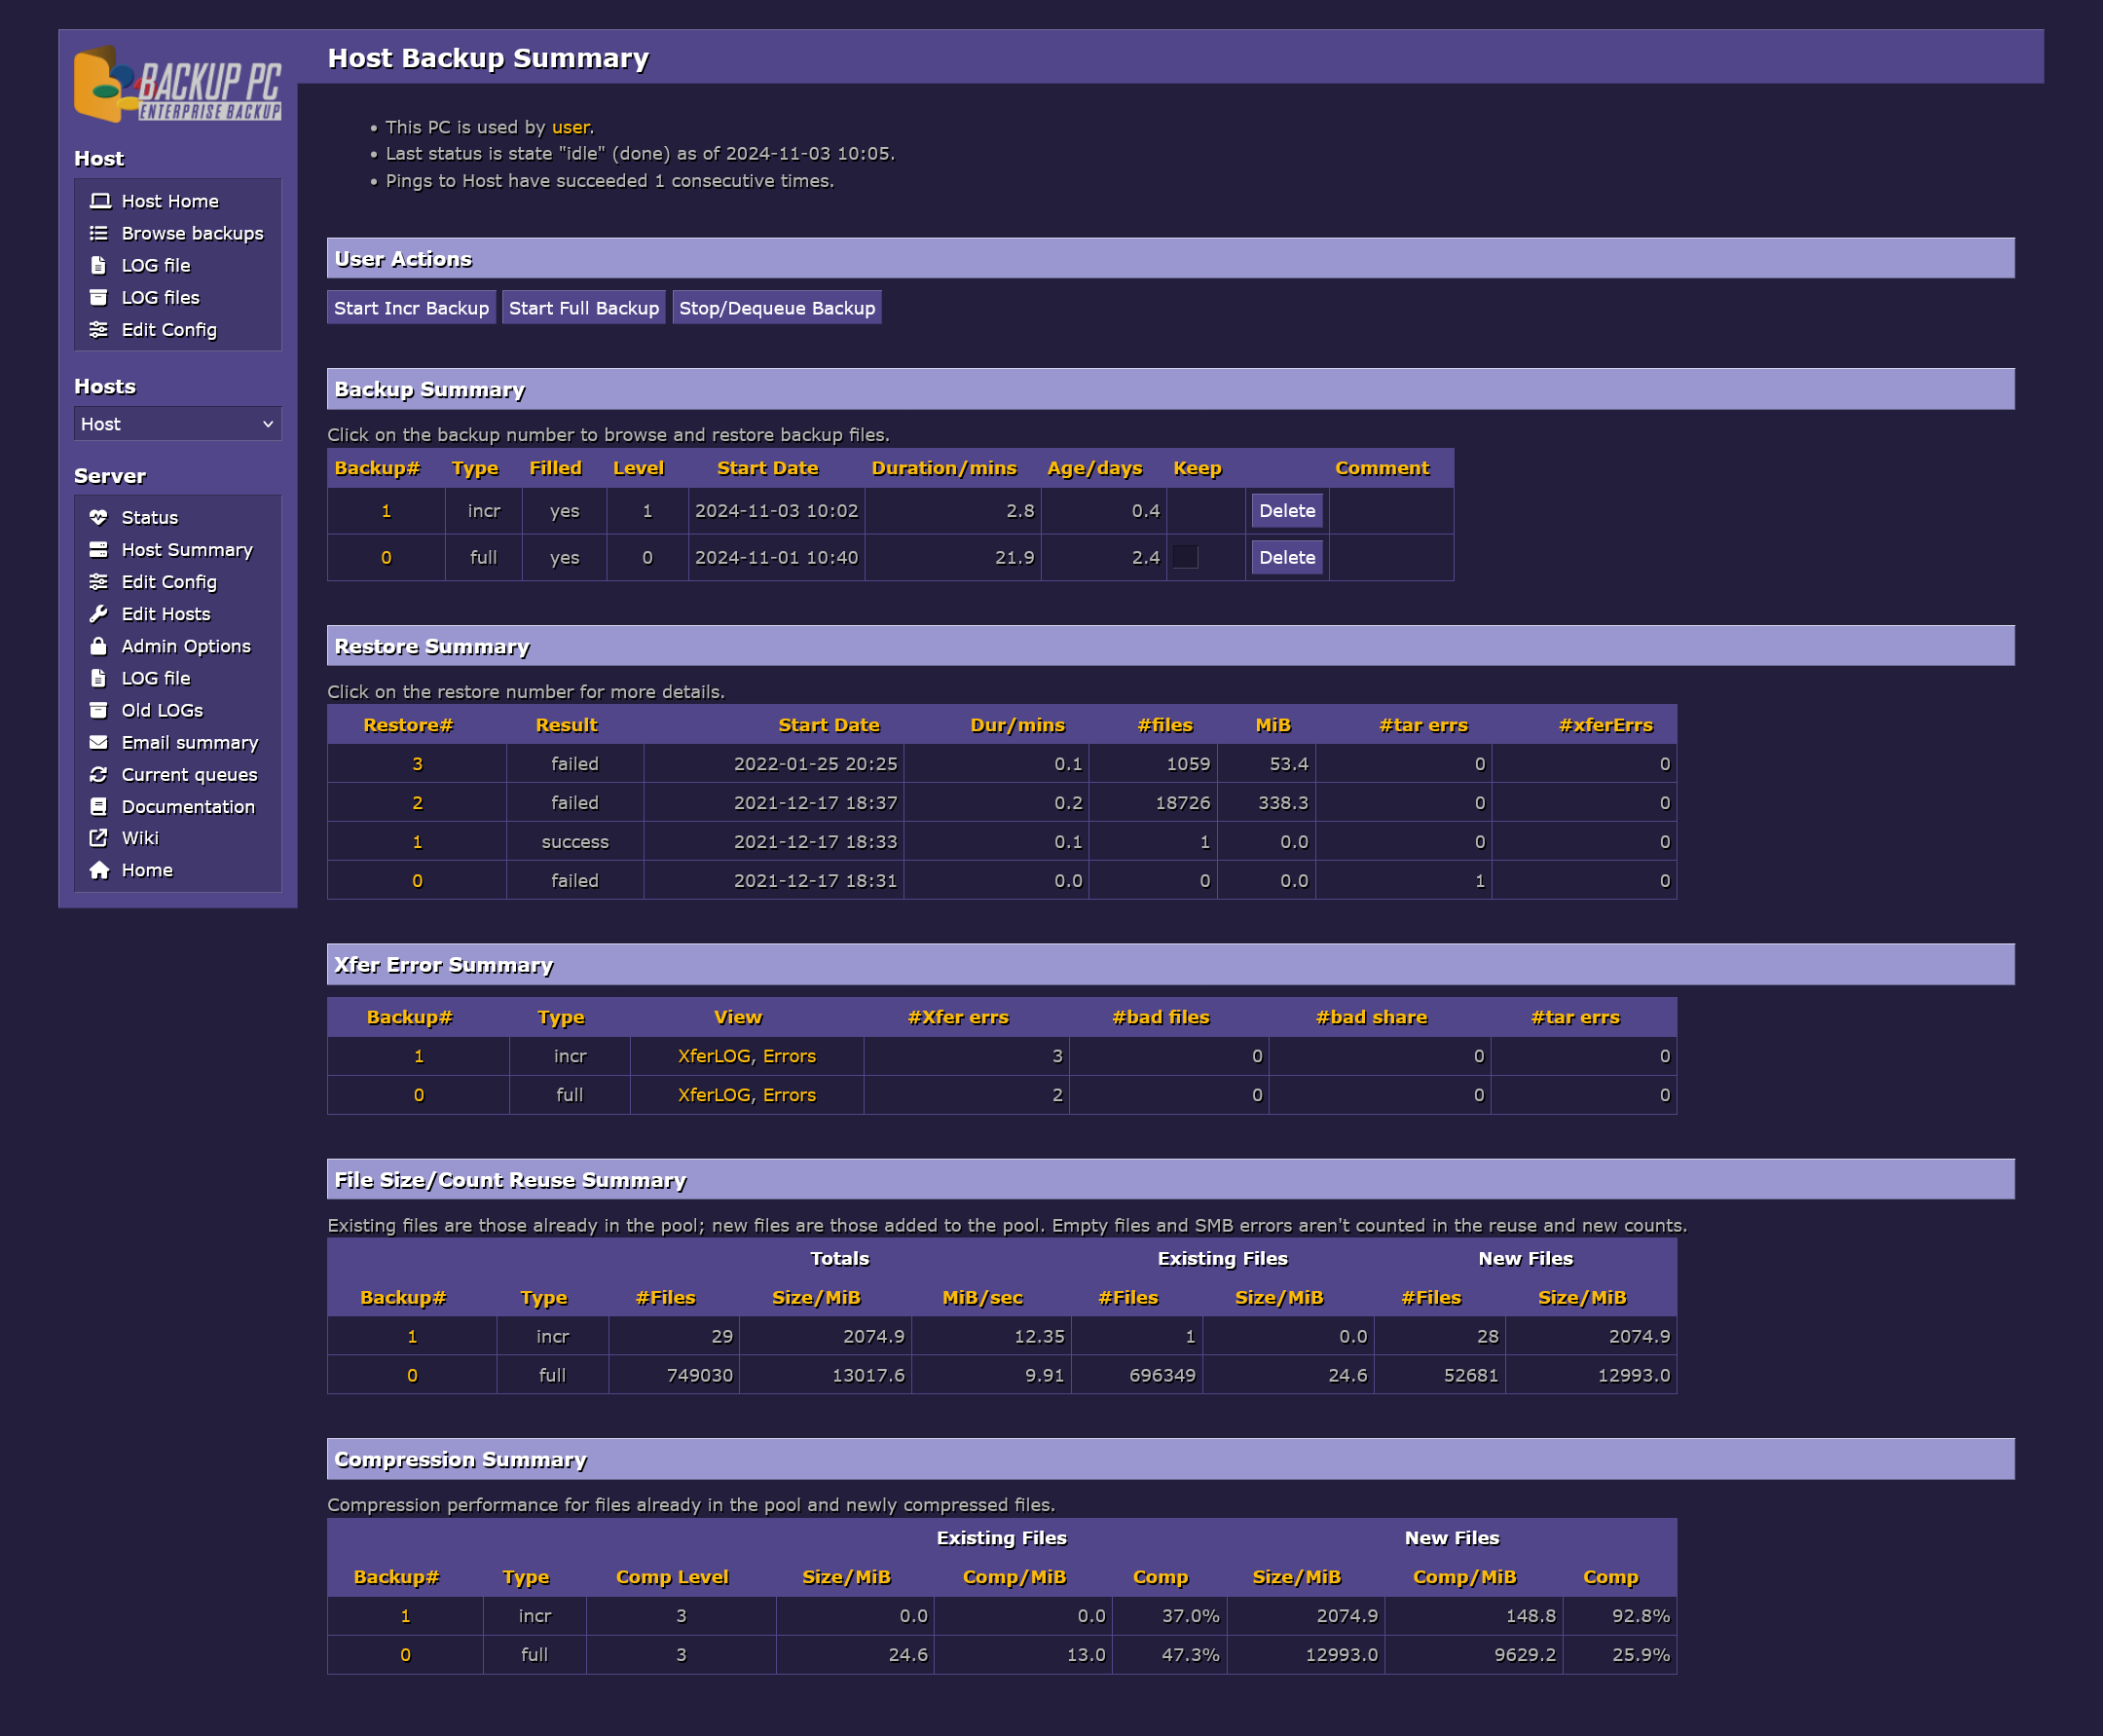 BACKUP PC
ENTERPRISE BACKUP
Host
Host Home
Browse backups
LOG file
LOG files
Edit Config
Hosts
Host
Server
Status
Host Summary
Edit Config
Edit Hosts
Admin Options
LOG file
Old LOGs
Email summary
Current queues
Documentation
Wiki
Home
Host Backup Summary
• This PC is used by user.
• Last status is state "idle" (done) as of 2024-11-03 10:05.
• Pings to Host have succeeded 1 consecutive times.
User Actions
Start Incr Backup Start Full Backup Stop/Dequeue Backup
Backup Summary
Click on the backup number to browse and restore backup files.
Backup# Type Filled Level Start Date Duration/mins Age/days Keep Comment
1 incr yes 1 2024-11-03 10:02 2.8 0.4 Delete
0 full yes 0 2024-11-01 10:40 21.9 2.4 Delete
Restore Summary
Click on the restore number for more details.
Restore# Result Start Date Dur/mins #files MiB #tar errs #xferErrs
3 failed 2022-01-25 20:25 0.1 1059 53.4 0 0
2 failed 2021-12-17 18:37 0.2 18726 338.3 0 0
1 success 2021-12-17 18:33 0.1 1 0.0 0 0
0 failed 2021-12-17 18:31 0.0 0 0.0 1 0
Xfer Error Summary
Backup# Type View #Xfer errs #bad files #bad share #tar errs
1 incr XferLOG, Errors 3 0 0 0
0 full XferLOG, Errors 2 0 0 0
File Size/Count Reuse Summary
Existing files are those already in the pool; new files are those added to the pool. Empty files and SMB errors aren't counted in the reuse and new counts.
Totals Existing Files New Files
Backup# Type #Files Size/MiB MiB/sec #Files Size/MiB #Files Size/MiB
1 incr 29 2074.9 12.35 1 0.0 28 2074.9
0 full 749030 13017.6 9.91 696349 24.6 52681 12993.0
Compression Summary
Compression performance for files already in the pool and newly compressed files.
Existing Files New Files
Backup# Type Comp Level Size/MiB Comp/MiB Comp Size/MiB Comp/MiB Comp
1 incr 3 0.0 0.0 37.0% 2074.9 148.8 92.8%
0 full 3 24.6 13.0 47.3% 12993.0 9629.2 25.9%